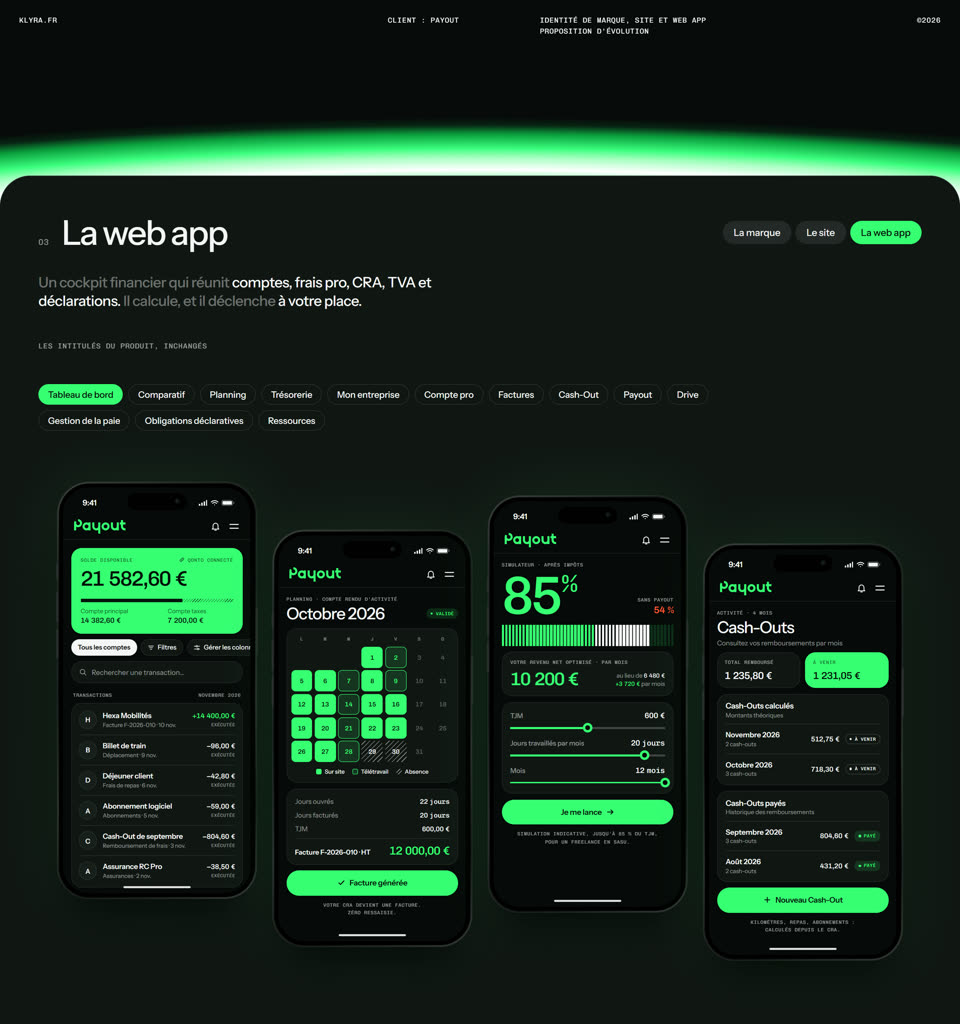 KLYRA.FR
CLIENT : PAYOUT
IDENTITÉ DE MARQUE, SITE ET WEB APP
PROPOSITION D'ÉVOLUTION
©2026
03
La web app
La marque
Le site
La web app
Un cockpit financier qui réunit comptes, frais pro, CRA, TVA et
déclarations. Il calcule, et il déclenche à votre place.
LES INTITULÉS DU PRODUIT, INCHANGÉS
Tableau de bord
Comparatif
Planning
Trésorerie
Mon entreprise
Compte pro
Factures
Cash-Out
Payout
Drive
Gestion de la paie
Obligations déclaratives
Ressources
9:41
Payout
SOLDE DISPONIBLE
QONTO CONNECTÉ
21 582,60 €
Compte principal
Compte taxes
14 382,60 €
7 200,00 €
Tous les comptes
Filtres
Gérer les colon
Rechercher une transaction...
TRANSACTIONS
NOVEMBRE 2026
H
Hexa Mobilités
+14 400,00 €
Facture F-2026-010 · 10 nov.
EXÉCUTÉE
B
Billet de train
−96,00 €
Déplacement · 9 nov.
EXÉCUTÉE
D
Déjeuner client
−42,80 €
Frais de repas · 6 nov.
EXÉCUTÉE
A
Abonnement logiciel
−59,00 €
Abonnements · 5 nov.
EXÉCUTÉE
C
Cash-Out de septembre
−804,60 €
Remboursement de frais · 3 nov.
EXÉCUTÉE
A
Assurance RC Pro
−38,50 €
Assurances · 2 nov.
EXÉCUTÉE
9:41
Payout
PLANNING · COMPTE RENDU D'ACTIVITÉ
Octobre 2026
VALIDÉ
L M M J V S D
1 2 3 4
5 6 7 8 9 10 11
12 13 14 15 16 17 18
19 20 21 22 23 24 25
26 27 28 29 30 31
Sur site
Télétravail
Absence
Jours ouvrés
22 jours
Jours facturés
20 jours
TJM
600,00 €
Facture F-2026-010 · HT
12 000,00 €
Facture générée
VOTRE CRA DEVIENT UNE FACTURE.
ZÉRO RESSAISIE.
9:41
Payout
SIMULATEUR · APRÈS IMPÔTS
85%
SANS PAYOUT
54 %
VOTRE REVENU NET OPTIMISÉ · PAR MOIS
10 200 €
au lieu de 6 480 €
+3 720 € par mois
TJM
600 €
Jours travaillés par mois
20 jours
Mois
12 mois
Je me lance
SIMULATION INDICATIVE, JUSQU'À 85 % DU TJM,
POUR UN FREELANCE EN SASU.
9:41
Payout
ACTIVITÉ · 6 MOIS
Cash-Outs
Consultez vos remboursements par mois
TOTAL REMBOURSÉ
1 235,80 €
À VENIR
1 231,05 €
Cash-Outs calculés
Montants théoriques
Novembre 2026
512,75 €
À VENIR
2 cash-outs
Octobre 2026
718,30 €
À VENIR
3 cash-outs
Cash-Outs payés
Historique des remboursements
Septembre 2026
804,60 €
PAYÉ
3 cash-outs
Août 2026
431,20 €
PAYÉ
2 cash-outs
Nouveau Cash-Out
KILOMÈTRES, REPAS, ABONNEMENTS :
CALCULÉS DEPUIS LE CRA.